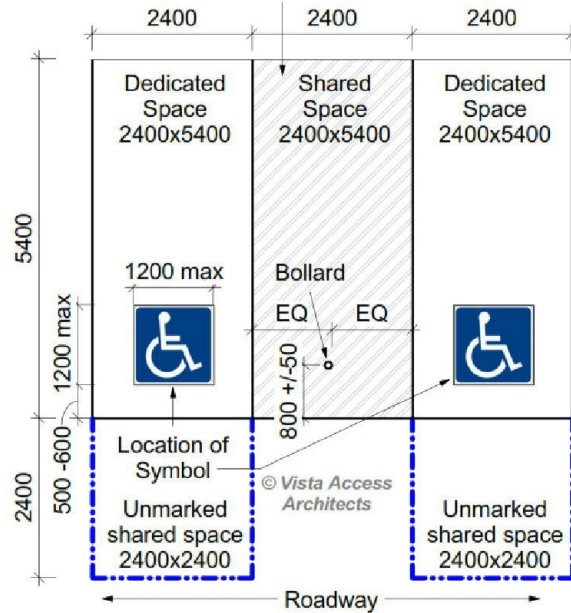 2400
2400
2400
Dedicated
Space
2400x5400
Shared
Space
2400x5400
Dedicated
Space
2400x5400
5400
1200 max
Bollard
EQ
EQ
1200 max
800 +/-50
500 -600
Location of
Symbol
© Vista Access
Architects
2400
Unmarked
shared space
2400x2400
Unmarked
shared space
2400x2400
Roadway